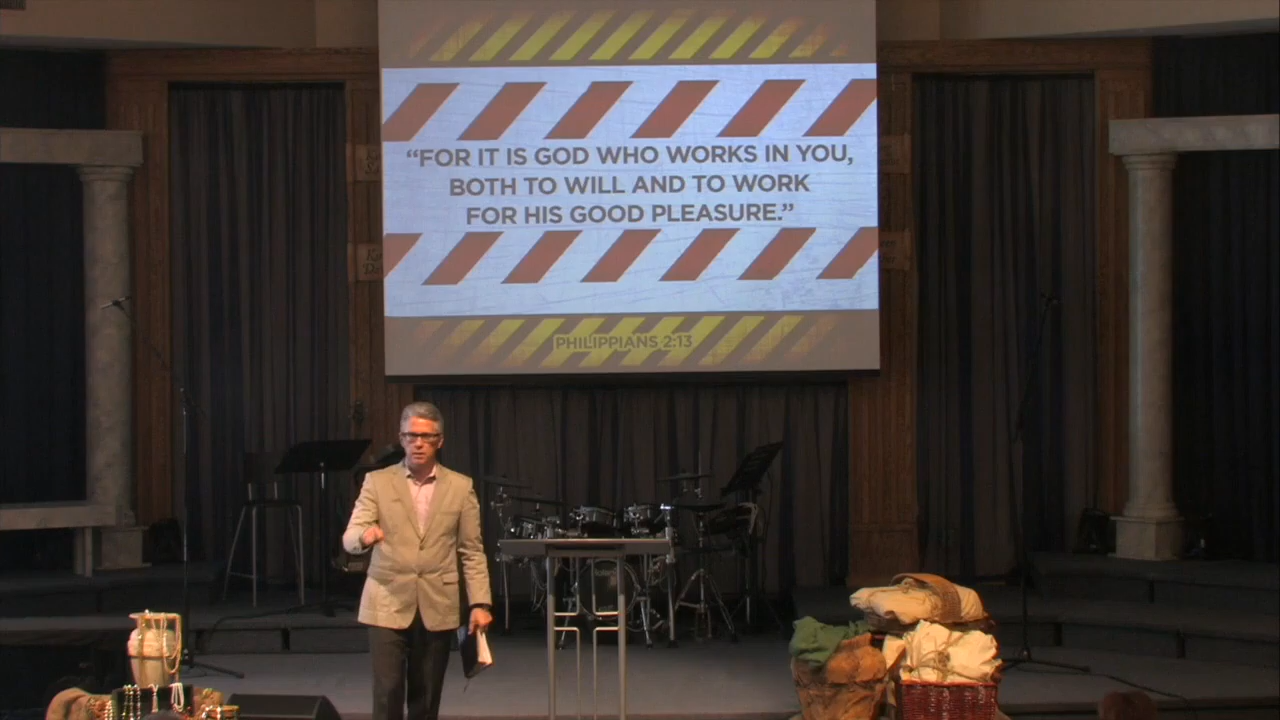 “FOR IT IS GOD WHO WORKS IN YOU,
BOTH TO WILL AND TO WORK
FOR HIS GOOD PLEASURE.”
PHILIPPIANS 2:13